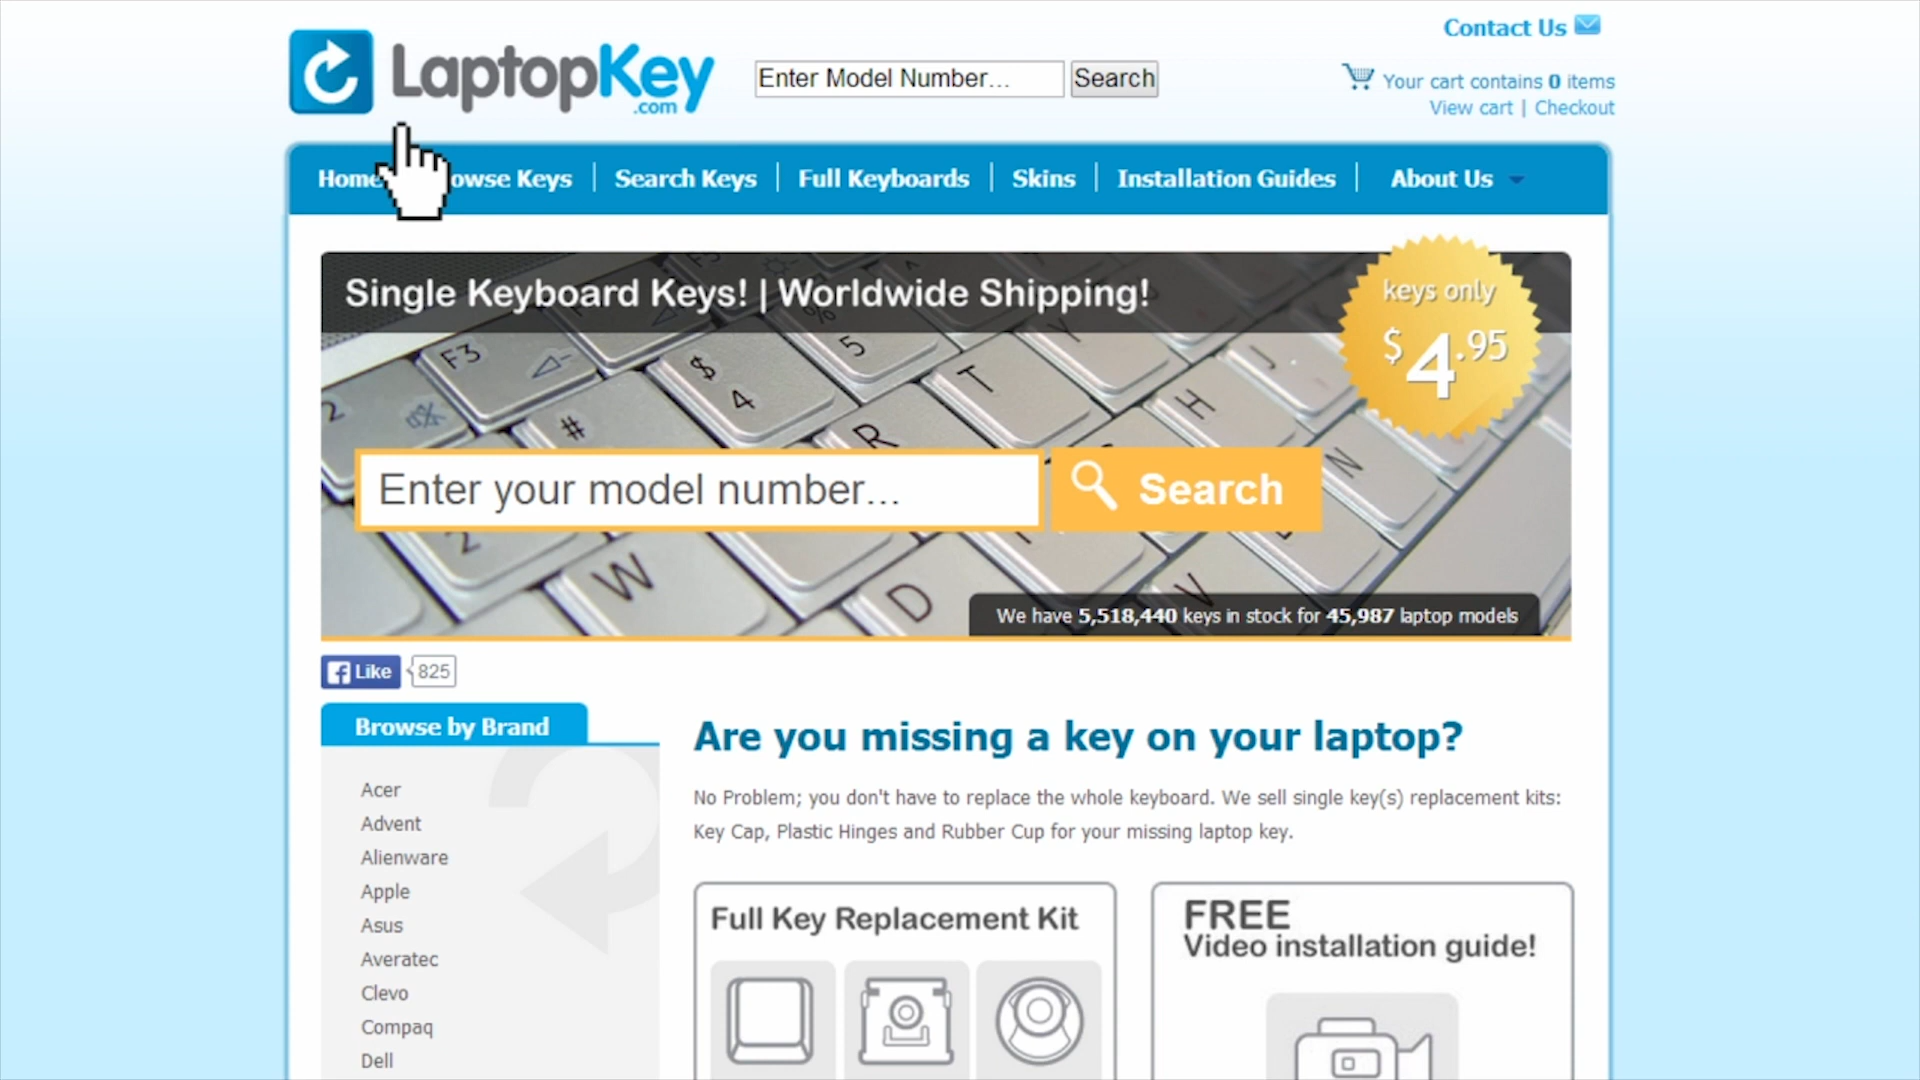 Contact Us
LaptopKey
.com
Enter Model Number...
Search
Your cart contains 0 items
View cart | Checkout
Home
owse Keys
Search Keys
Full Keyboards
Skins
Installation Guides
About Us
Single Keyboard Keys! | Worldwide Shipping!
keys only
$4.95
Enter your model number...
Search
We have 5,518,440 keys in stock for 45,987 laptop models
Like
825
Browse by Brand
Acer
Advent
Alienware
Apple
Asus
Averatec
Clevo
Compaq
Dell
Are you missing a key on your laptop?
No Problem; you don't have to replace the whole keyboard. We sell single key(s) replacement kits:
Key Cap, Plastic Hinges and Rubber Cup for your missing laptop key.
Full Key Replacement Kit
FREE
Video installation guide!